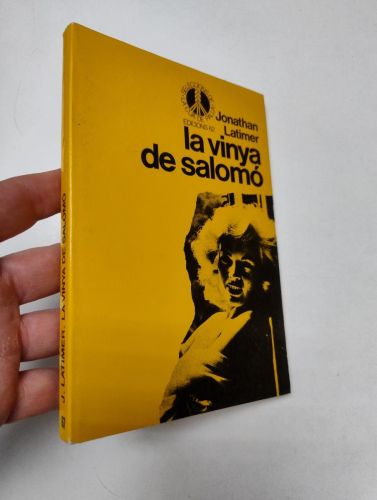 EDICIONS 62
Jonathan
Latimer
la vinya
de salomó
J. LATIMER. LA VINYA DE SALOMÓ